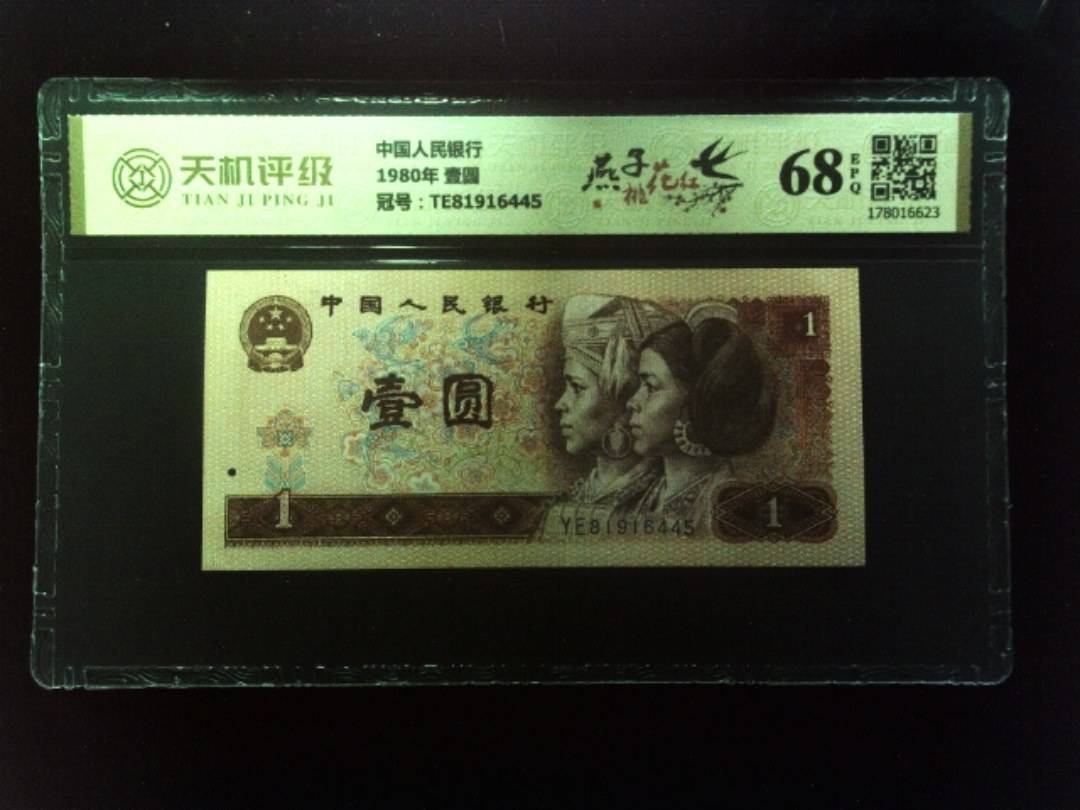 天机评级
TIAN JI PING JI
中国人民银行
1980年 壹圆
冠号：TE81916445
燕子
桃花红
68 EPQ
178016623
中国人民银行
1
壹圆
1
YE81916445
1